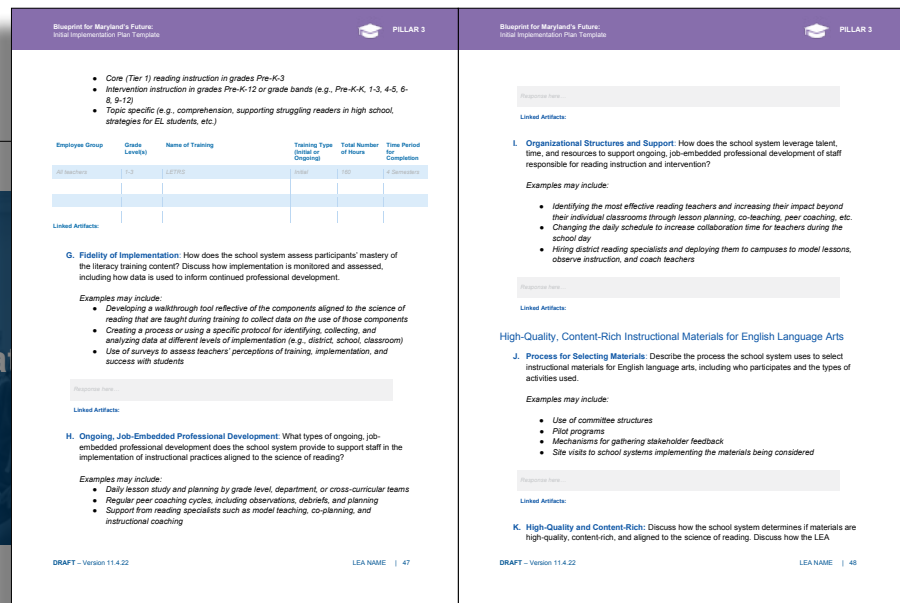 Blueprint for Maryland's Future:
Initial Implementation Plan Template
PILLAR 3
● Core (Tier 1) reading instruction in grades Pre-K-3
● Intervention instruction in grades Pre-K-12 or grade bands (e.g., Pre-K-K, 1-3, 4-5, 6-
8, 9-12)
● Topic specific (e.g., comprehension, supporting struggling readers in high school,
strategies for EL students, etc.)
Employee Group Grade Level(s) Name of Training Training Type (Initial or Ongoing) Total Number of Hours Time Period for Completion
All teachers 1-3 LETRS Initial 160 4 Semesters
Linked Artifacts:
G. Fidelity of Implementation: How does the school system assess participants' mastery of
the literacy training content? Discuss how implementation is monitored and assessed,
including how data is used to inform continued professional development.
Examples may include:
● Developing a walkthrough tool reflective of the components aligned to the science of
reading that are taught during training to collect data on the use of those components
● Creating a process or using a specific protocol for identifying, collecting, and
analyzing data at different levels of implementation (e.g., district, school, classroom)
● Use of surveys to assess teachers' perceptions of training, implementation, and
success with students
Response here...
Linked Artifacts:
H. Ongoing, Job-Embedded Professional Development: What types of ongoing, job-
embedded professional development does the school system provide to support staff in the
implementation of instructional practices aligned to the science of reading?
Examples may include:
● Daily lesson study and planning by grade level, department, or cross-curricular teams
● Regular peer coaching cycles, including observations, debriefs, and planning
● Support from reading specialists such as model teaching, co-planning, and
instructional coaching
DRAFT – Version 11.4.22
LEA NAME | 47
Blueprint for Maryland's Future:
Initial Implementation Plan Template
PILLAR 3
Response here...
Linked Artifacts:
I. Organizational Structures and Support: How does the school system leverage talent,
time, and resources to support ongoing, job-embedded professional development of staff
responsible for reading instruction and intervention?
Examples may include:
● Identifying the most effective reading teachers and increasing their impact beyond
their individual classrooms through lesson planning, co-teaching, peer coaching, etc.
● Changing the daily schedule to increase collaboration time for teachers during the
school day
● Hiring district reading specialists and deploying them to campuses to model lessons,
observe instruction, and coach teachers
Response here...
Linked Artifacts:
High-Quality, Content-Rich Instructional Materials for English Language Arts
J. Process for Selecting Materials: Describe the process the school system uses to select
instructional materials for English language arts, including who participates and the types of
activities used.
Examples may include:
● Use of committee structures
● Pilot programs
● Mechanisms for gathering stakeholder feedback
● Site visits to school systems implementing the materials being considered
Response here...
Linked Artifacts:
K. High-Quality and Content-Rich: Discuss how the school system determines if materials are
high-quality, content-rich, and aligned to the science of reading. Discuss how the LEA
DRAFT – Version 11.4.22
LEA NAME | 48